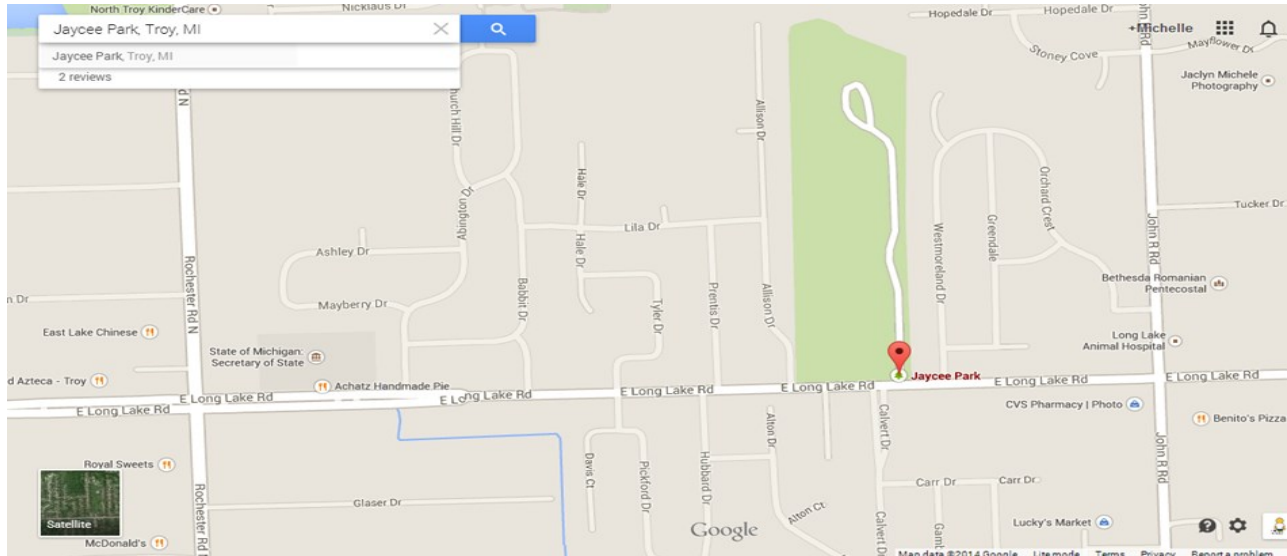 North Troy KinderCare
Nicklaus Dr
Hopedale Dr
Hopedale Dr
Jaycee Park, Troy, MI
+Michelle
John R Rd
Stoney Cove
Mayflower Dr
Jaycee Park, Troy, MI
2 reviews
Jaclyn Michele
Photography
Rd N
hurch Hill Dr
Allison Dr
Hale Dr
Orchard Crest
Abington Dr
Tucker Dr
Lila Dr
Greendale
Westmoreland Dr
John R Rd
Ashley Dr
Hale Dr
Rochester Rd N
Babbit Dr
Allison Dr
Bethesda Romanian
Pentecostal
n Dr
Mayberry Dr
Tyler Dr
Prentis Dr
East Lake Chinese
Long Lake
Animal Hospital
State of Michigan:
Secretary of State
d Azteca - Troy
Achatz Handmade Pie
Jaycee Park
E Long Lake Rd
E Long Lake Rd
E Long Lake Rd
E Long Lake Rd
E Long Lake Rd
E Long Lake Rd
E Long Lake Rd
CVS Pharmacy | Photo
Benito's Pizza
Calvert Dr
Alton Dr
John R Rd
Royal Sweets
Davis Ct
Pickford Dr
Hubbard Dr
Carr Dr
Carr Dr
Rochester Rd N
Glaser Dr
Alton Ct
Calvert Dr
Gamb
Satellite
Google
Lucky's Market
McDonald's
Map data ©2014 Google
Lite mode
Terms
Privacy
Report a problem